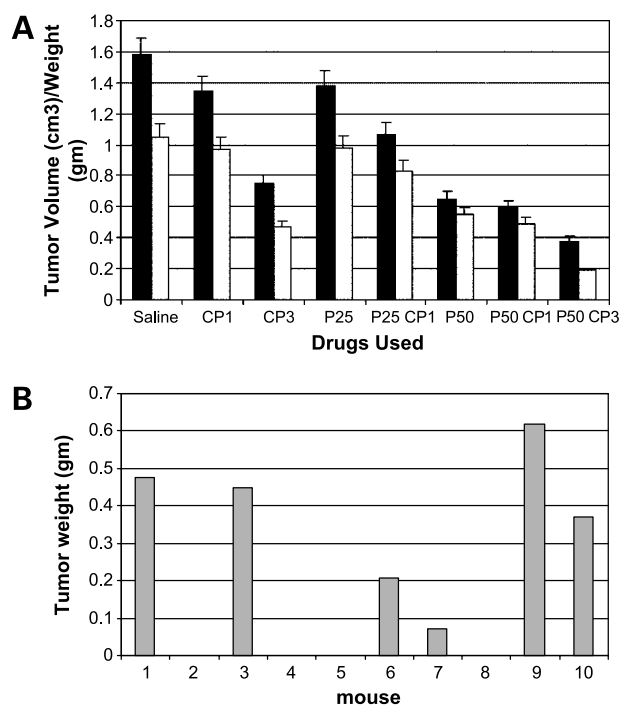 A
Tumor Volume (cm3)/Weight
(gm)
1.8
1.6
1.4
1.2
1
0.8
0.6
0.4
0.2
0
Saline CP1 CP3 P25 P25 CP1 P50 P50 CP1 P50 CP3
Drugs Used
B
Tumor weight (gm)
0.7
0.6
0.5
0.4
0.3
0.2
0.1
0
1 2 3 4 5 6 7 8 9 10
mouse